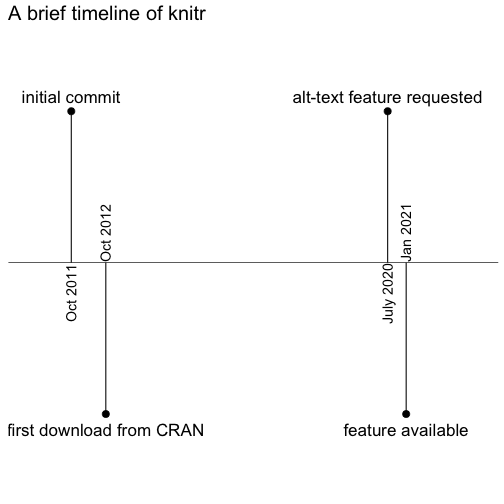 A brief timeline of knitr
initial commit
alt-text feature requested
Oct 2012
Jan 2021
Oct 2011
July 2020
first download from CRAN
feature available